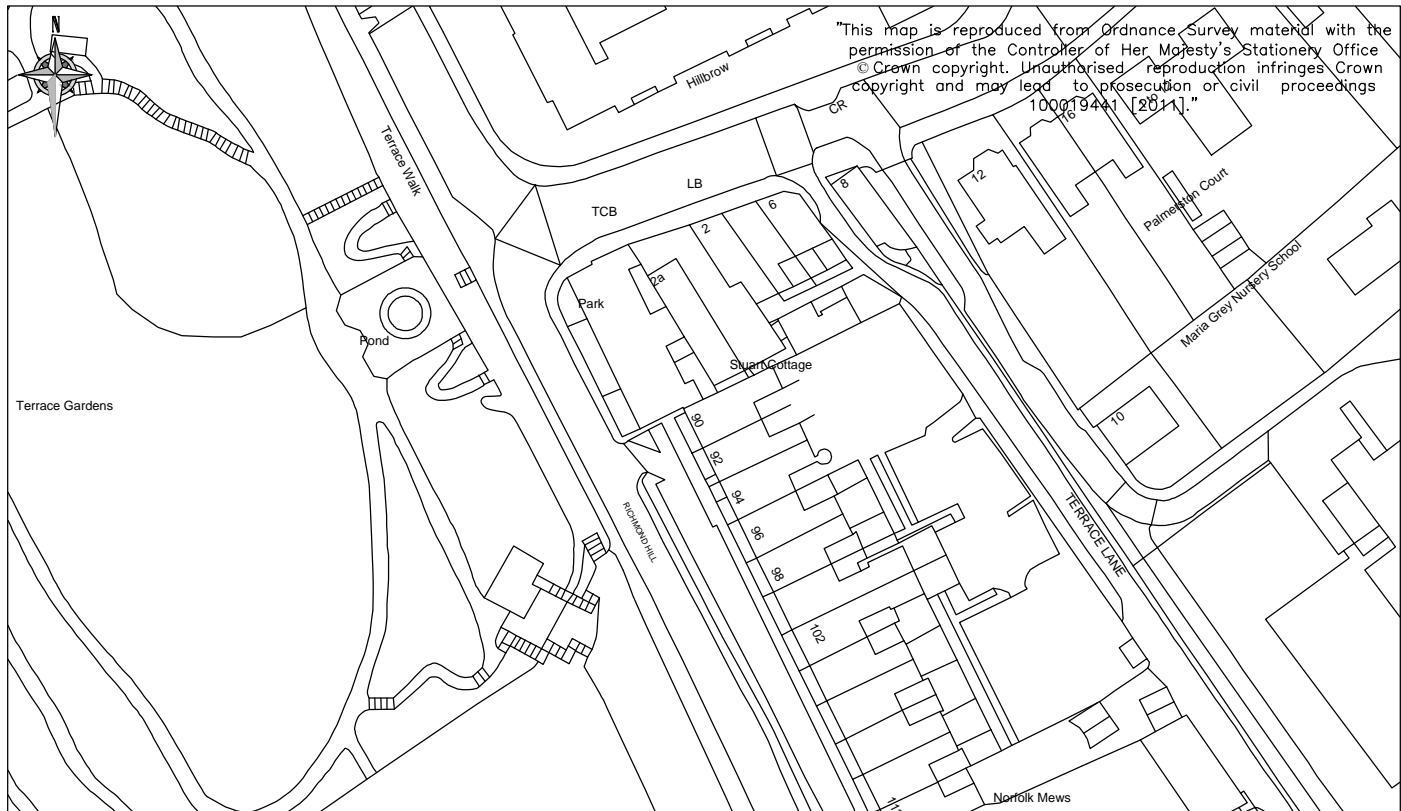 N
"This map is reproduced from Ordnance Survey material with the
permission of the Controller of Her Majesty's Stationery Office
© Crown copyright. Unauthorised reproduction infringes Crown
copyright and may lead to prosecution or civil proceedings
100019441 [2011]."
Hillbrow
CR
16
Terrace Walk
LB
8
12
Palmerston Court
TCB
6
2
2a
Park
Maria Grey Nursery School
Pond
Stuart Cottage
Terrace Gardens
90
10
92
94
RICHMOND HILL
96
TERRACE LANE
98
102
Norfolk Mews